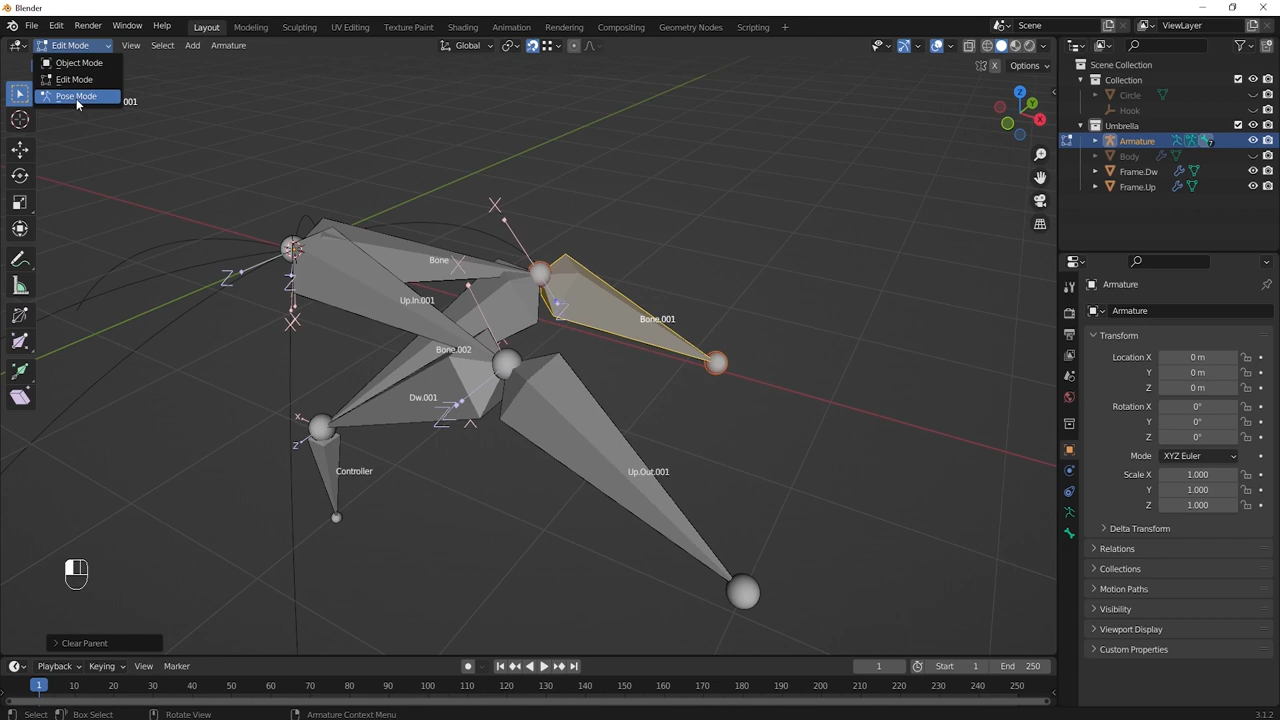 Blender
File Edit Render Window Help Layout Modeling Sculpting UV Editing Texture Paint Shading Animation Rendering Compositing Geometry Nodes Scripting + Scene ViewLayer
Edit Mode View Select Add Armature Global
Object Mode
Edit Mode
Pose Mode
001
X Options
Z Y X
Scene Collection
Collection
Circle
Hook
Umbrella
Armature 7
Body
Frame.Dw
Frame.Up
X
Bone X
Z Z Z
Up.In.001
X
Bone.001
Bone.002
Dw.001
X Z X
Z
Controller
Up.Out.001
Armature
Armature
Transform
Location X 0 m
Y 0 m
Z 0 m
Rotation X 0°
Y 0°
Z 0°
Mode XYZ Euler
Scale X 1.000
Y 1.000
Z 1.000
Delta Transform
Relations
Collections
Motion Paths
Visibility
Viewport Display
Custom Properties
Clear Parent
Playback Keying View Marker 1 Start 1 End 250
1 10 20 30 40 50 60 70 80 90 100 110 120 130 140 150 160 170 180 190 200 210 220 230 240 250
Select Box Select Rotate View Armature Context Menu 3.1.2